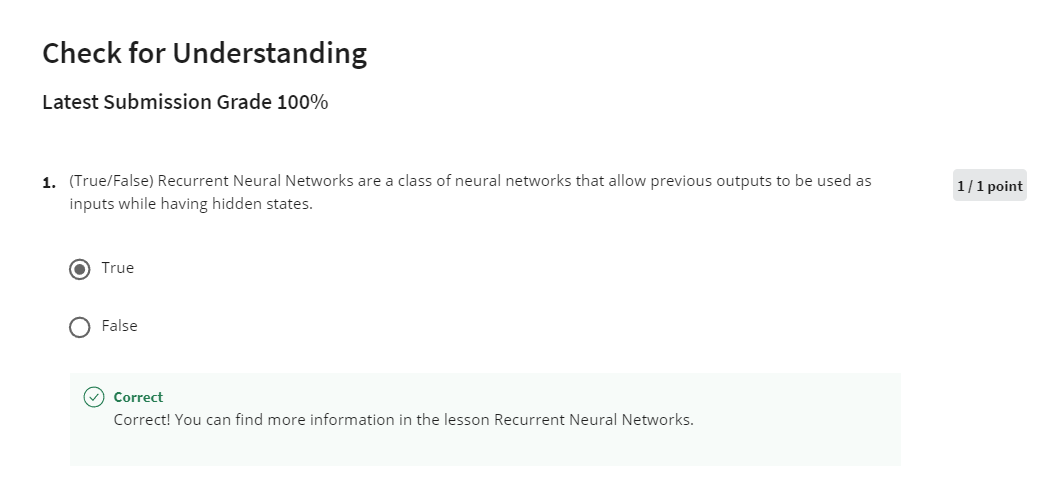 Check for Understanding
Latest Submission Grade 100%
1. (True/False) Recurrent Neural Networks are a class of neural networks that allow previous outputs to be used as
inputs while having hidden states.
1 / 1 point
True
False
Correct
Correct! You can find more information in the lesson Recurrent Neural Networks.